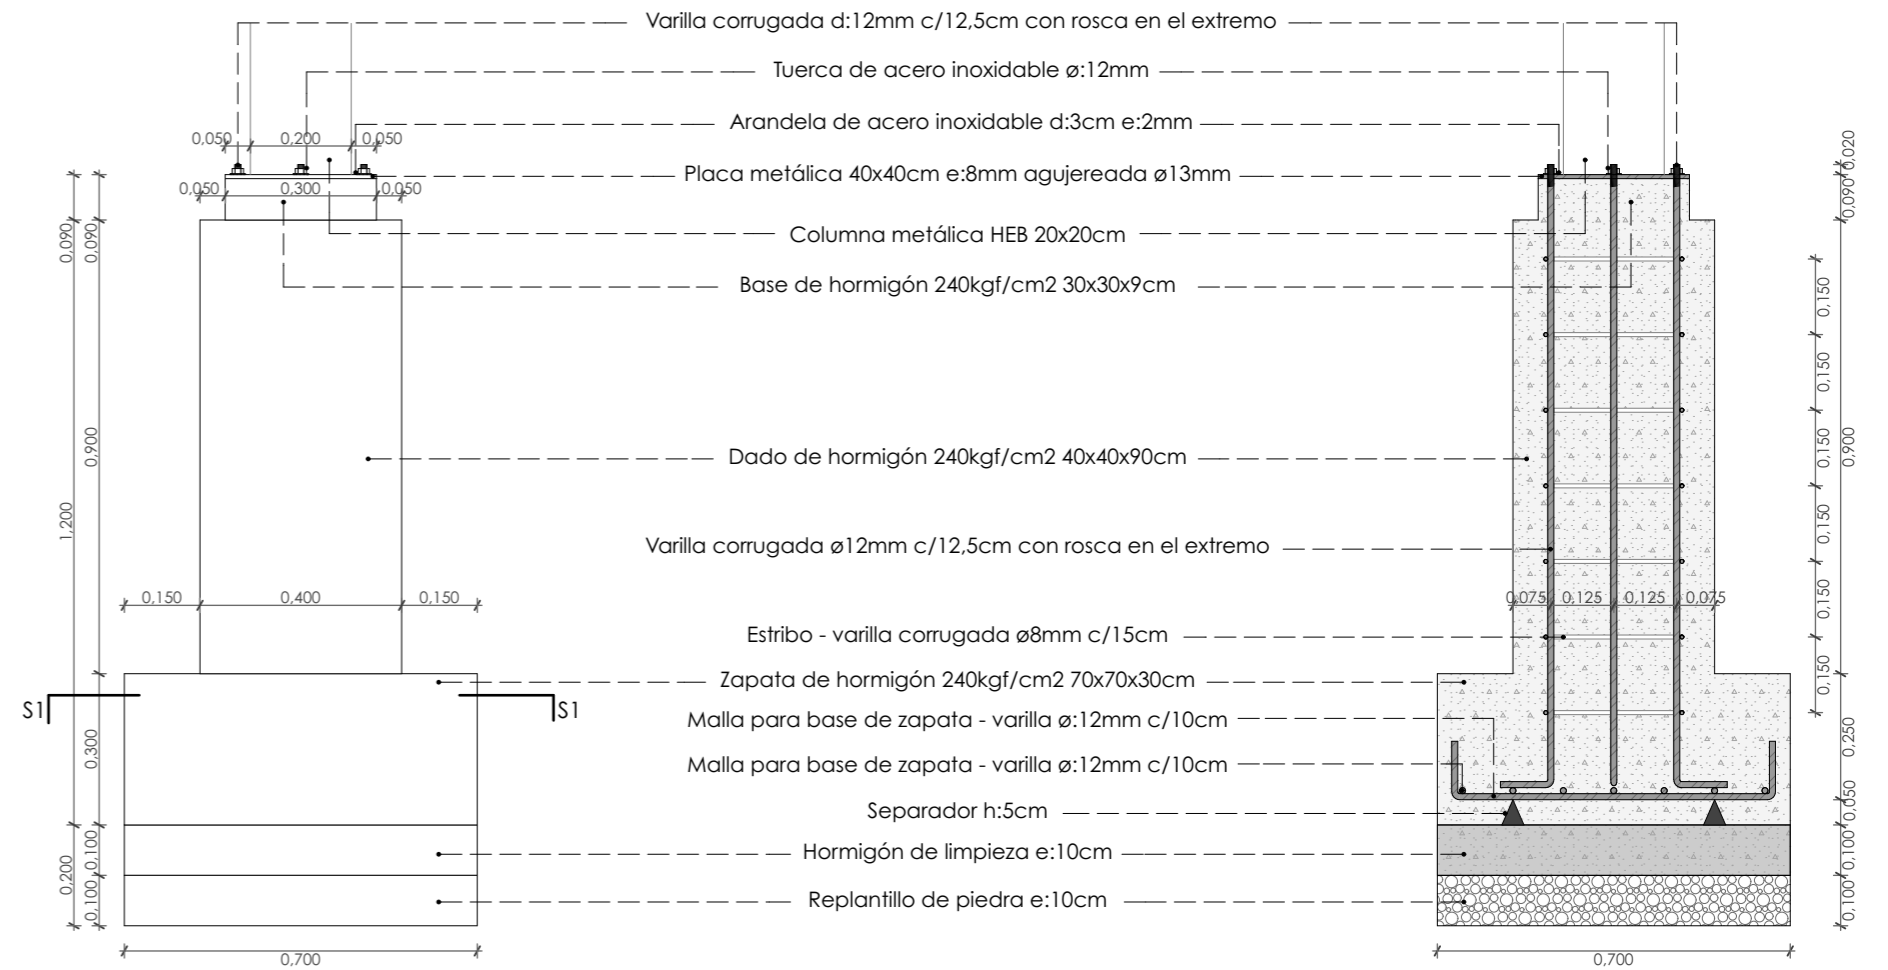 Varilla corrugada d:12mm c/12,5cm con rosca en el extremo
Tuerca de acero inoxidable ø:12mm
Arandela de acero inoxidable d:3cm e:2mm
0,050 0,200 0,050
Placa metálica 40x40cm e:8mm agujereada ø13mm
0,050 0,300 0,050
0,020
0,090
0,090
0,090
Columna metálica HEB 20x20cm
Base de hormigón 240kgf/cm2 30x30x9cm
0,150
0,150
0,900
Dado de hormigón 240kgf/cm2 40x40x90cm
0,150
0,900
1,200
0,150
Varilla corrugada ø12mm c/12,5cm con rosca en el extremo
0,150 0,400 0,150
0,075 0,125 0,125 0,075
0,150
Estribo - varilla corrugada ø8mm c/15cm
Zapata de hormigón 240kgf/cm2 70x70x30cm
0,150
S1 S1
Malla para base de zapata - varilla ø:12mm c/10cm
0,300
0,250
Malla para base de zapata - varilla ø:12mm c/10cm
Separador h:5cm
0,050
Hormigón de limpieza e:10cm
0,100
0,100
0,200
Replantillo de piedra e:10cm
0,100
0,100
0,700
0,700